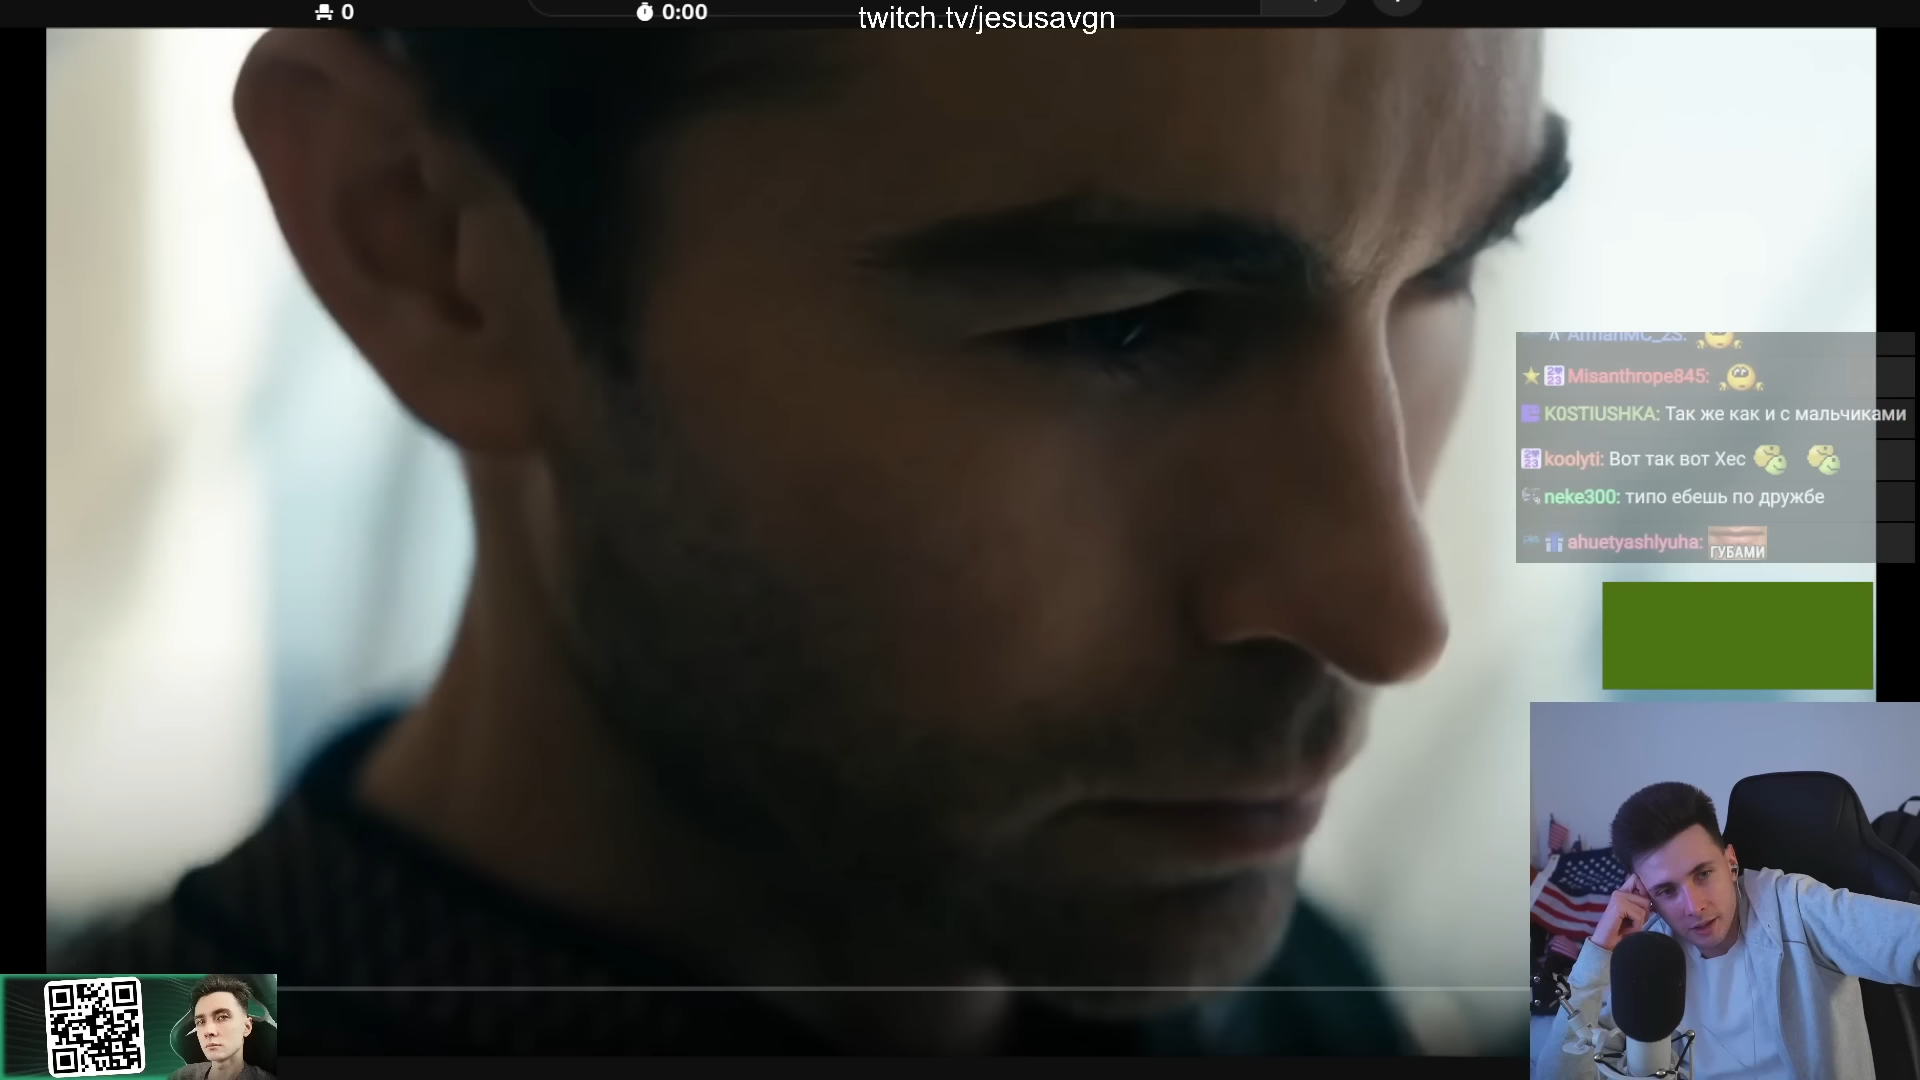 0
0:00
twitch.tv/jesusavgn
ArmanMC_2S:
Misanthrope845:
K0STIUSHKA: Так же как и с мальчиками
koolyti: Вот так вот Хес
neke300: типо ебешь по дружбе
ahuetyashlyuha: ГУБАМИ